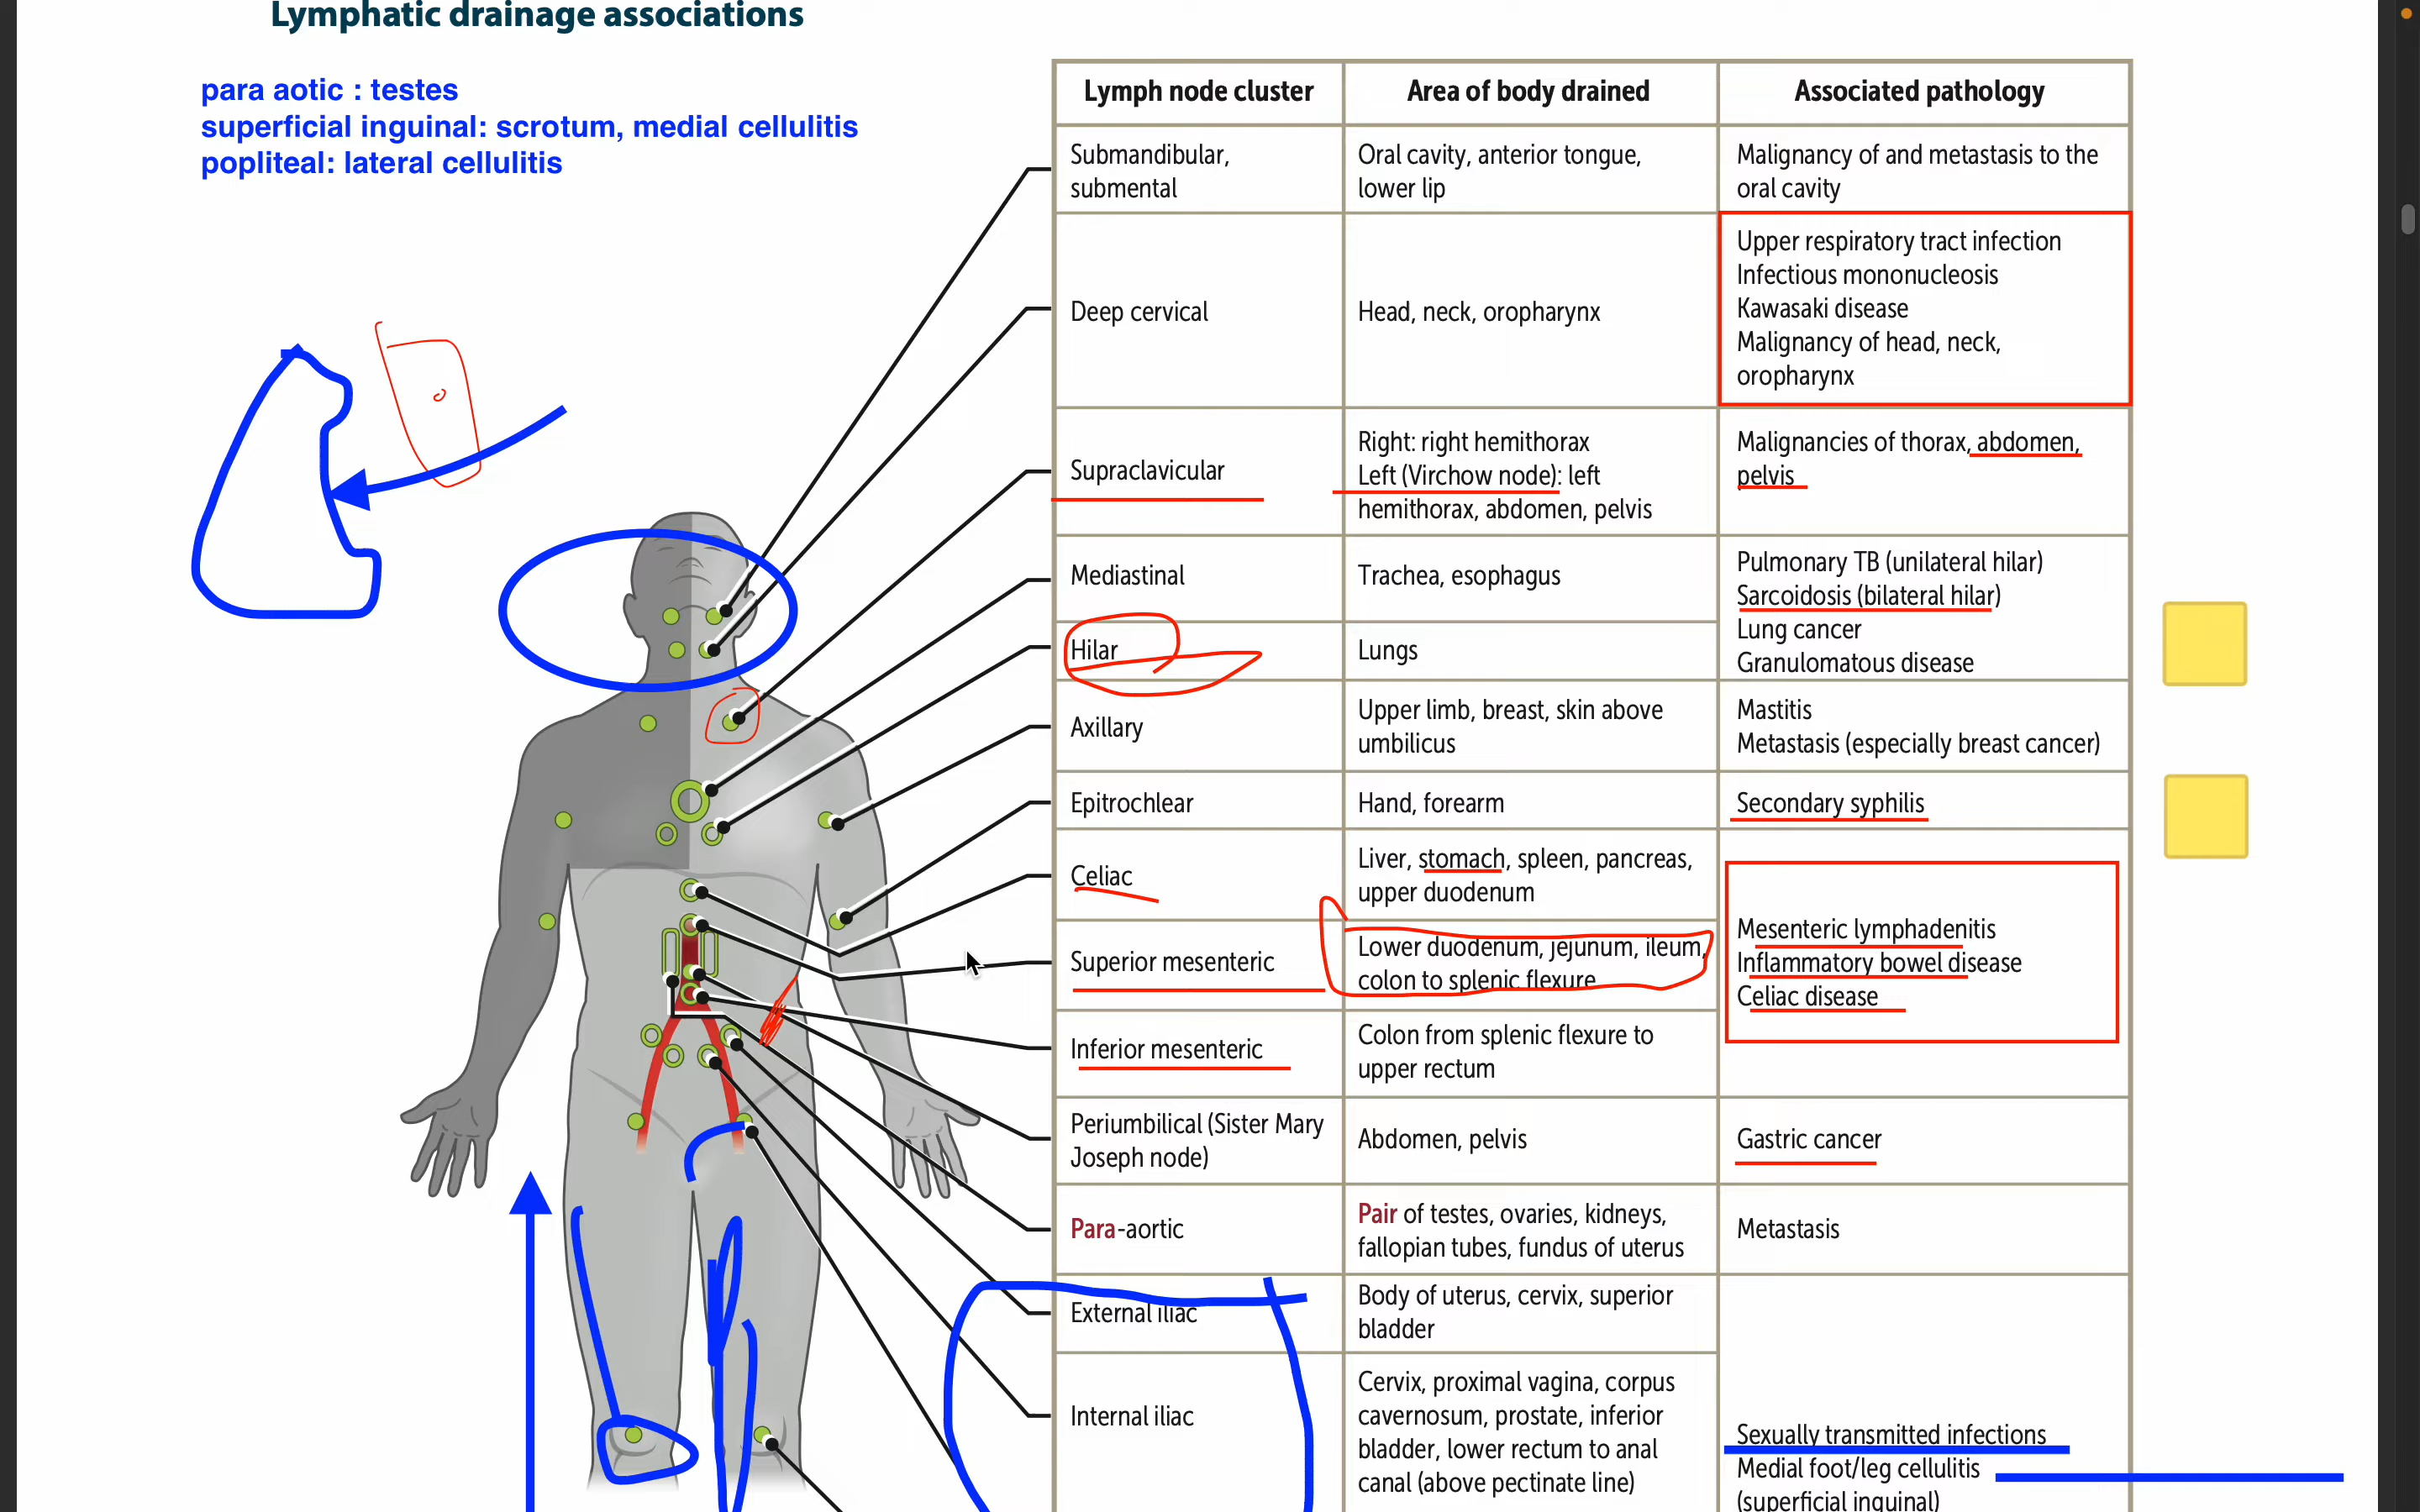 Lymphatic drainage associations
para aotic : testes
superficial inguinal: scrotum, medial cellulitis
popliteal: lateral cellulitis
Lymph node cluster
Area of body drained
Associated pathology
Submandibular,
submental
Oral cavity, anterior tongue,
lower lip
Malignancy of and metastasis to the
oral cavity
Deep cervical
Head, neck, oropharynx
Upper respiratory tract infection
Infectious mononucleosis
Kawasaki disease
Malignancy of head, neck,
oropharynx
Supraclavicular
Right: right hemithorax
Left (Virchow node): left
hemithorax, abdomen, pelvis
Malignancies of thorax, abdomen,
pelvis
Mediastinal
Trachea, esophagus
Pulmonary TB (unilateral hilar)
Sarcoidosis (bilateral hilar)
Lung cancer
Granulomatous disease
Hilar
Lungs
Axillary
Upper limb, breast, skin above
umbilicus
Mastitis
Metastasis (especially breast cancer)
Epitrochlear
Hand, forearm
Secondary syphilis
Celiac
Liver, stomach, spleen, pancreas,
upper duodenum
Mesenteric lymphadenitis
Inflammatory bowel disease
Celiac disease
Superior mesenteric
Lower duodenum, jejunum, ileum,
colon to splenic flexure
Inferior mesenteric
Colon from splenic flexure to
upper rectum
Periumbilical (Sister Mary
Joseph node)
Abdomen, pelvis
Gastric cancer
Para-aortic
Pair of testes, ovaries, kidneys,
fallopian tubes, fundus of uterus
Metastasis
External iliac
Body of uterus, cervix, superior
bladder
Internal iliac
Cervix, proximal vagina, corpus
cavernosum, prostate, inferior
bladder, lower rectum to anal
canal (above pectinate line)
Sexually transmitted infections
Medial foot/leg cellulitis
(superficial inguinal)